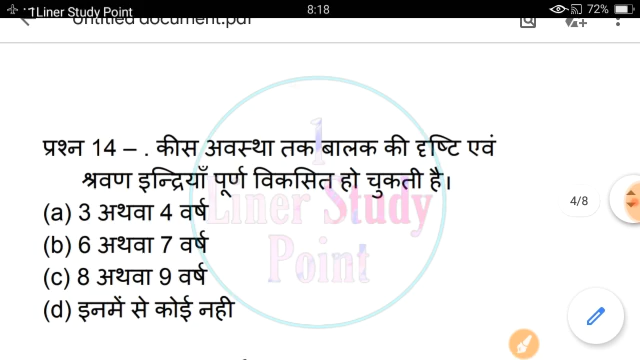 1Liner Study Point
8:18
72%
Untitled document.pdf
1
Liner Study
Point
प्रश्न 14 – . कीस अवस्था तक बालक की दृष्टि एवं
श्रवण इन्द्रियाँ पूर्ण विकसित हो चुकती है।
(a) 3 अथवा 4 वर्ष
(b) 6 अथवा 7 वर्ष
(c) 8 अथवा 9 वर्ष
(d) इनमें से कोई नही
4/8